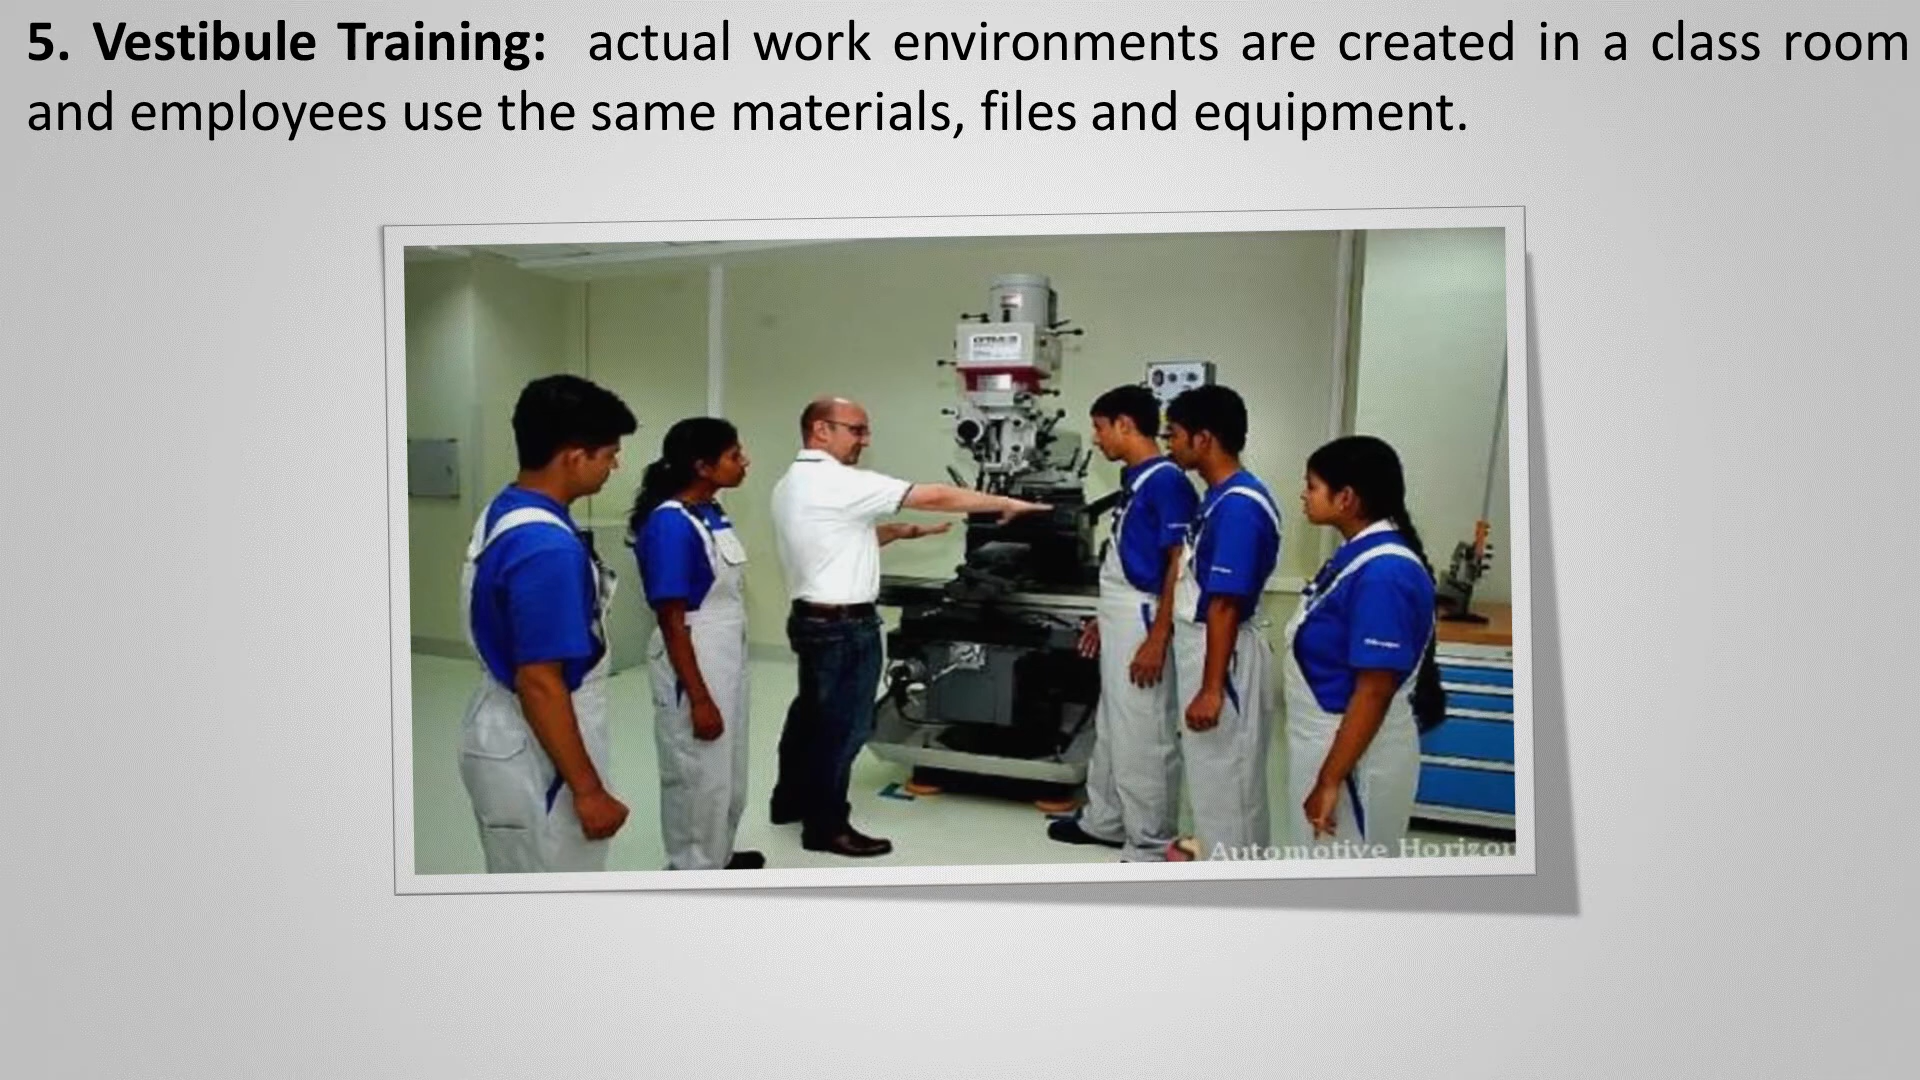 5. Vestibule Training: actual work environments are created in a class room
and employees use the same materials, files and equipment.
Automotive Horizon